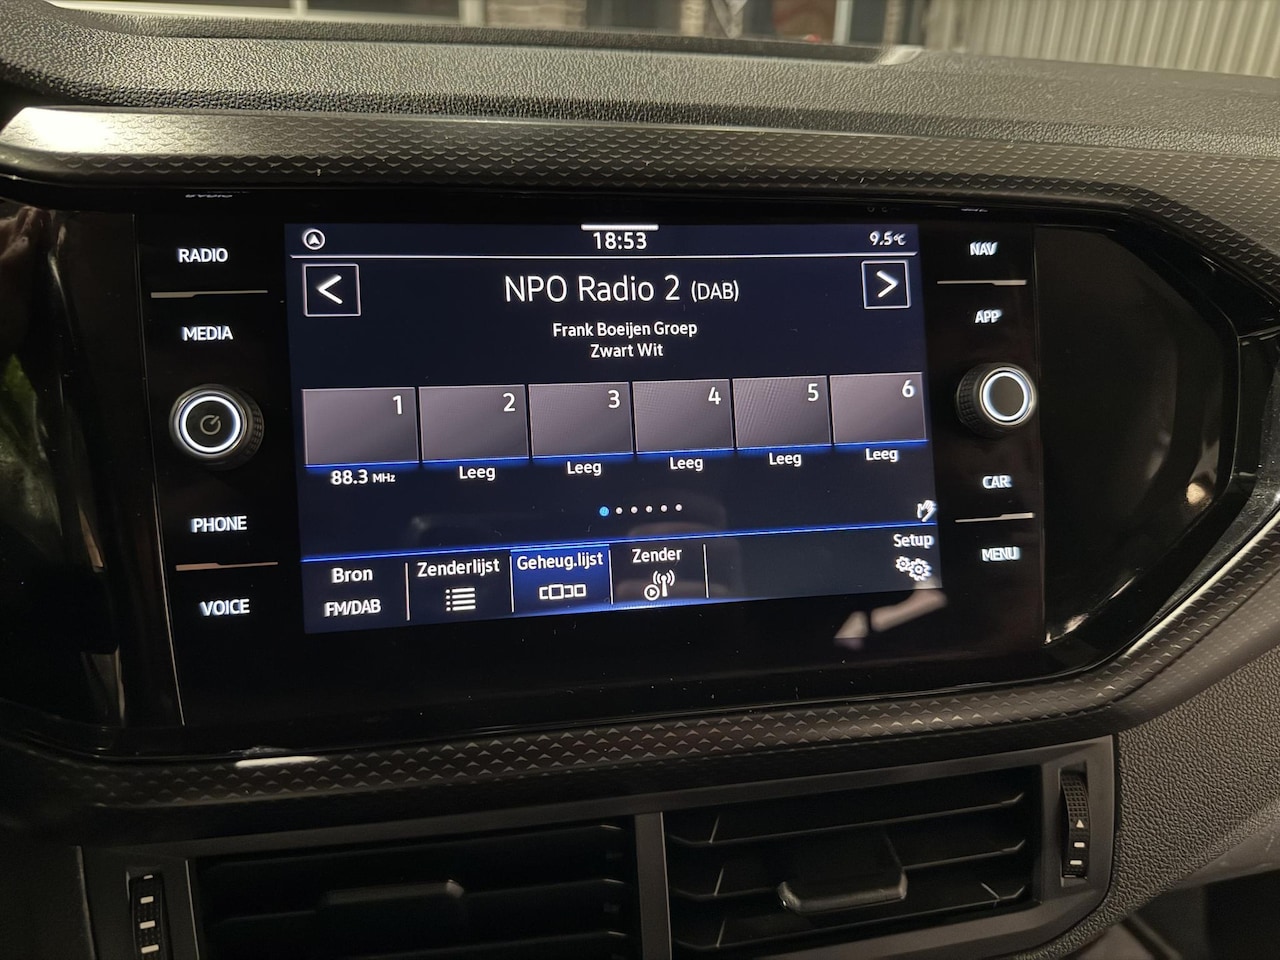 RADIO
MEDIA
PHONE
VOICE
18:53
9.5°C
NPO Radio 2 (DAB)
Frank Boeijen Groep
Zwart Wit
1
2
3
4
5
6
88.3 MHz
Leeg
Leeg
Leeg
Leeg
Leeg
Bron
FM/DAB
Zenderlijst
Geheug.lijst
Zender
Setup
NAV
APP
CAR
MENU